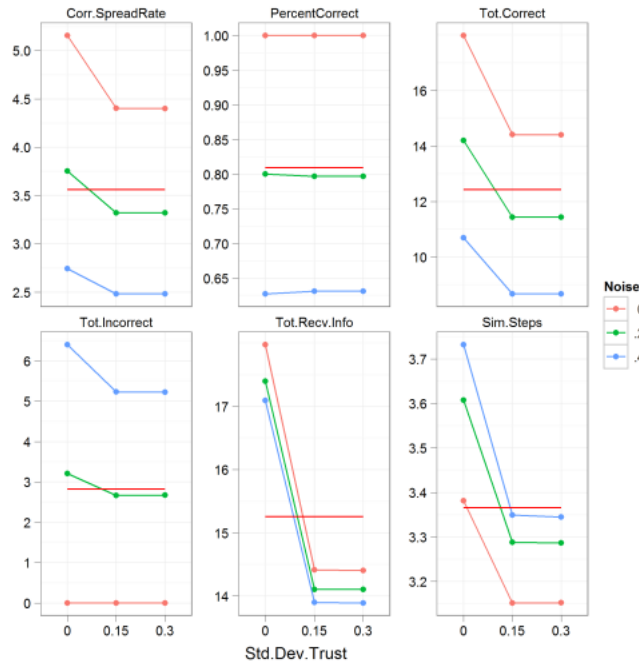 Corr.SpreadRate PercentCorrect Tot.Correct
5.0 4.5 4.0 3.5 3.0 2.5
1.00 0.95 0.90 0.85 0.80 0.75 0.70 0.65
18 16 14 12 10
Noise
Tot.Incorrect Tot.Recv.Info Sim.Steps
6 5 4 3 2 1 0
17 16 15 14
3.7 3.6 3.5 3.4 3.3 3.2
0 0.15 0.3 0 0.15 0.3 0 0.15 0.3
Std.Dev.Trust